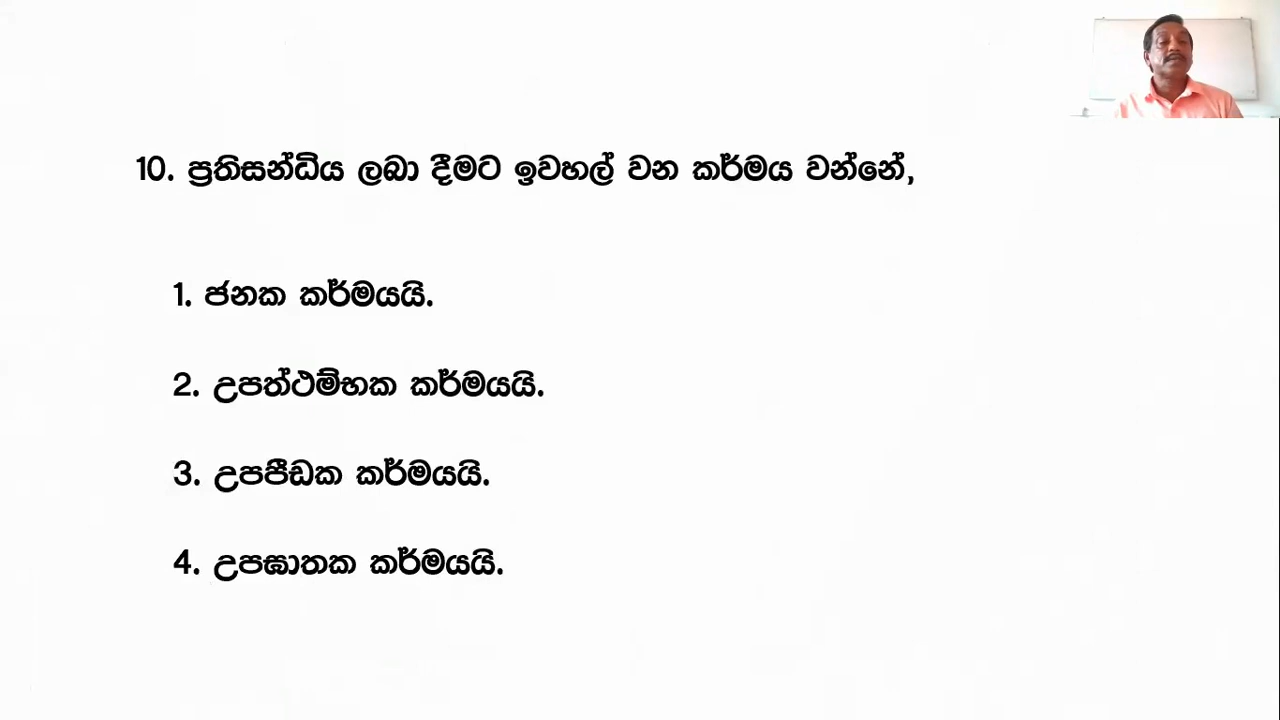 10. ප්‍රතිසන්ධිය ලබා දීමට ඉවහල් වන කර්මය වන්නේ,
1. ජනක කර්මයයි.
2. උපත්ථම්භක කර්මයයි.
3. උපපීඩක කර්මයයි.
4. උපඝාතක කර්මයයි.